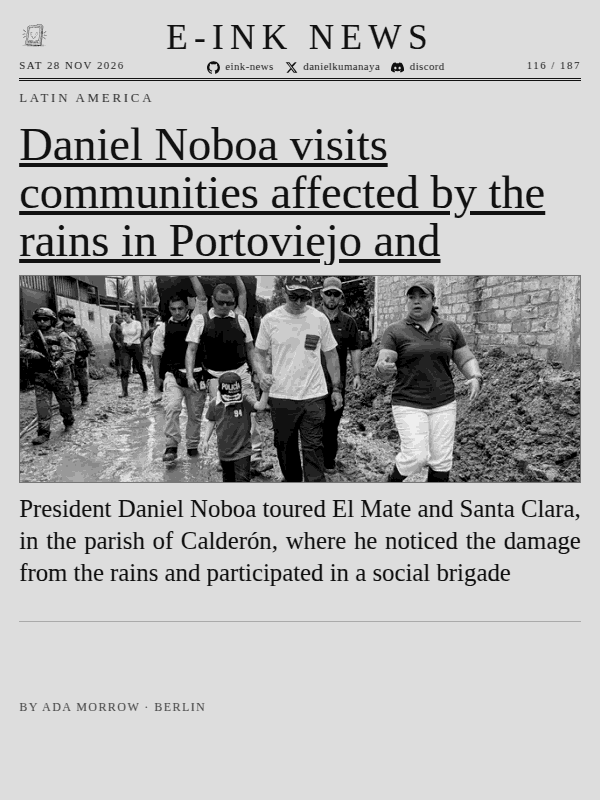 E-INK NEWS
SAT 28 NOV 2026
eink-news
danielkumanaya
discord
116 / 187
LATIN AMERICA
Daniel Noboa visits
communities affected by the
rains in Portoviejo and
POLICIA
94
President Daniel Noboa toured El Mate and Santa Clara,
in the parish of Calderón, where he noticed the damage
from the rains and participated in a social brigade
BY ADA MORROW · BERLIN